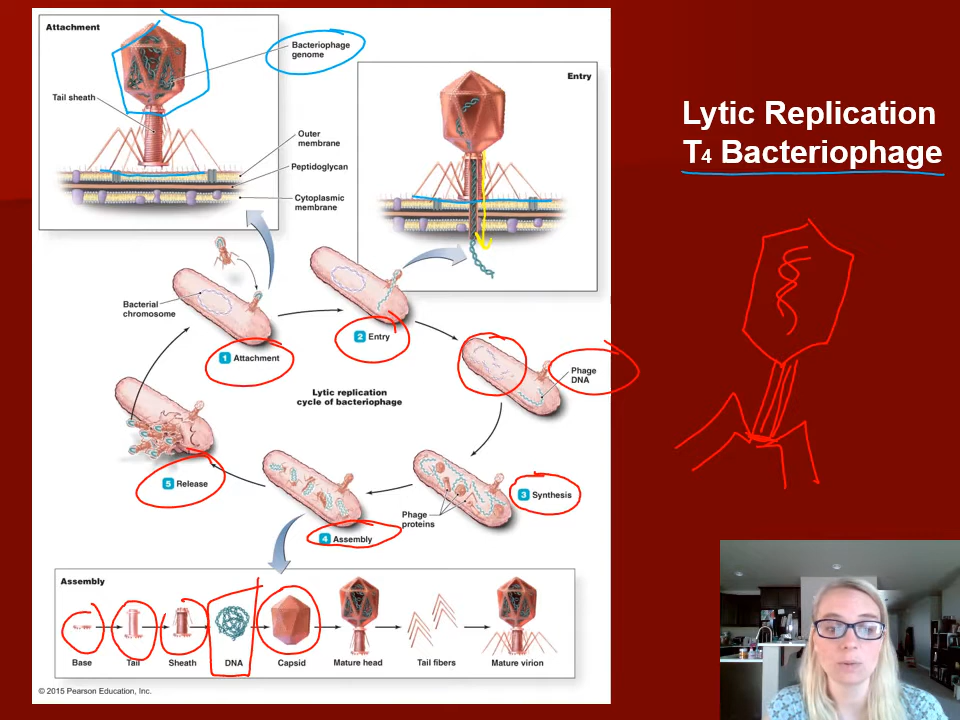 Attachment
Bacteriophage
genome
Tail sheath
Outer
membrane
Peptidoglycan
Cytoplasmic
membrane
Entry
Lytic Replication
T4 Bacteriophage
Bacterial
chromosome
1 Attachment
2 Entry
Phage
DNA
Lytic replication
cycle of bacteriophage
5 Release
3 Synthesis
Phage
proteins
4 Assembly
Assembly
Base
Tail
Sheath
DNA
Capsid
Mature head
Tail fibers
Mature virion
© 2015 Pearson Education, Inc.